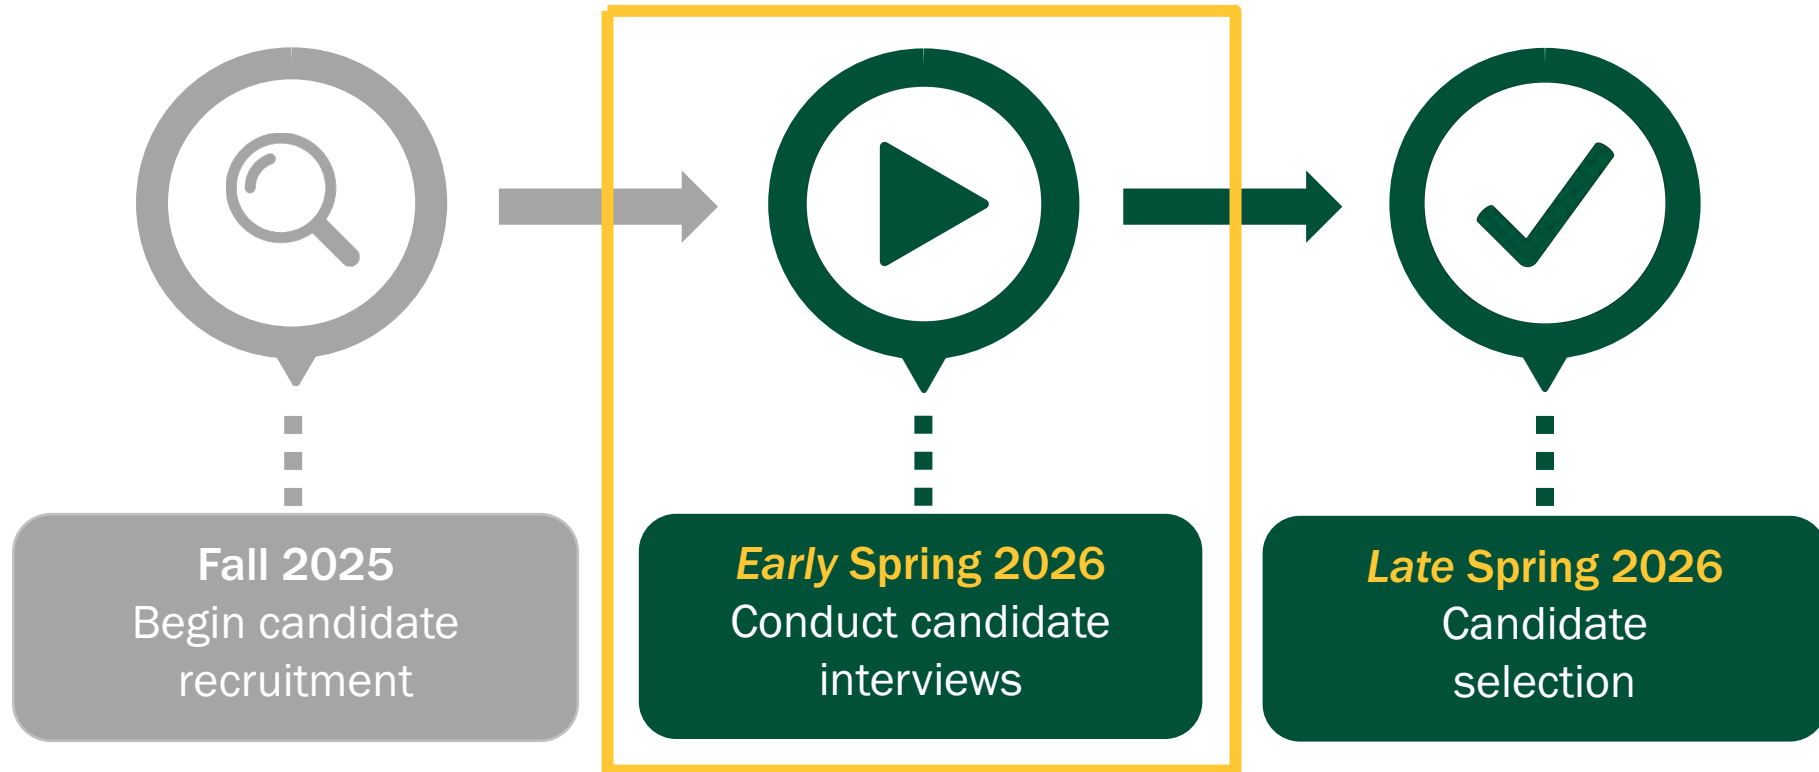 Fall 2025
Begin candidate
recruitment
Early Spring 2026
Conduct candidate
interviews
Late Spring 2026
Candidate
selection